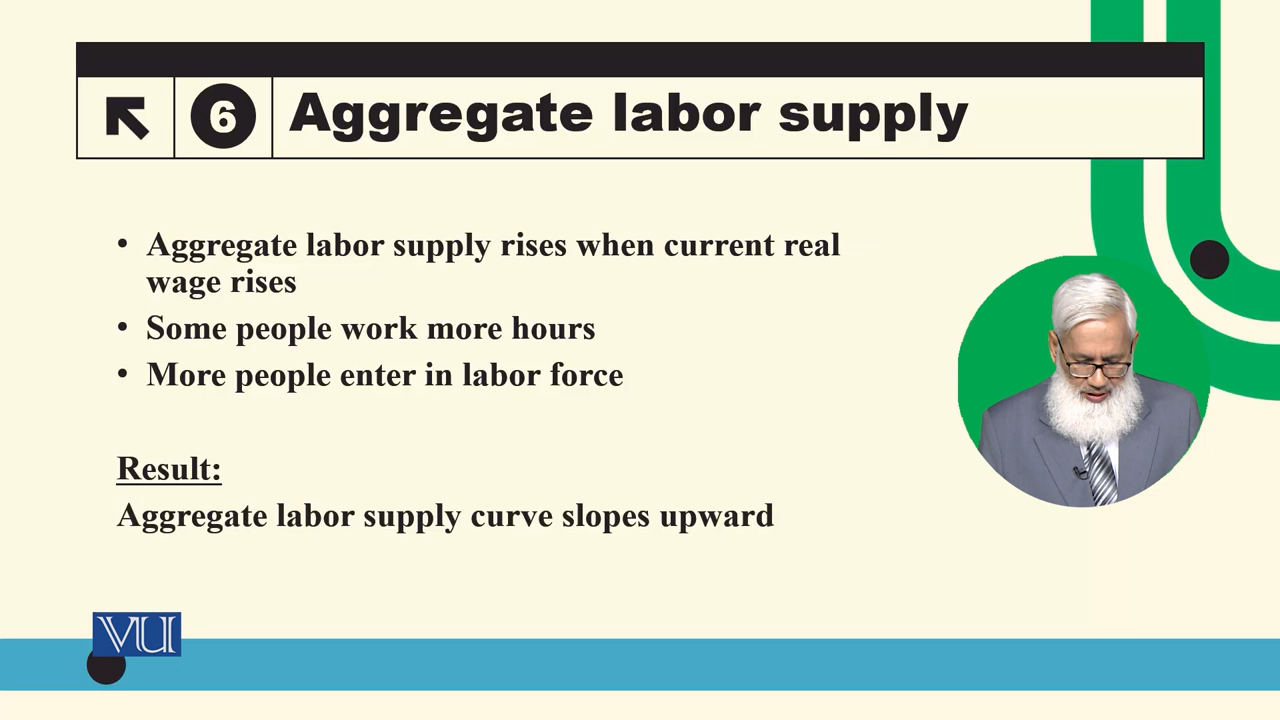 6 Aggregate labor supply
• Aggregate labor supply rises when current real
wage rises
• Some people work more hours
• More people enter in labor force
Result:
Aggregate labor supply curve slopes upward
VU